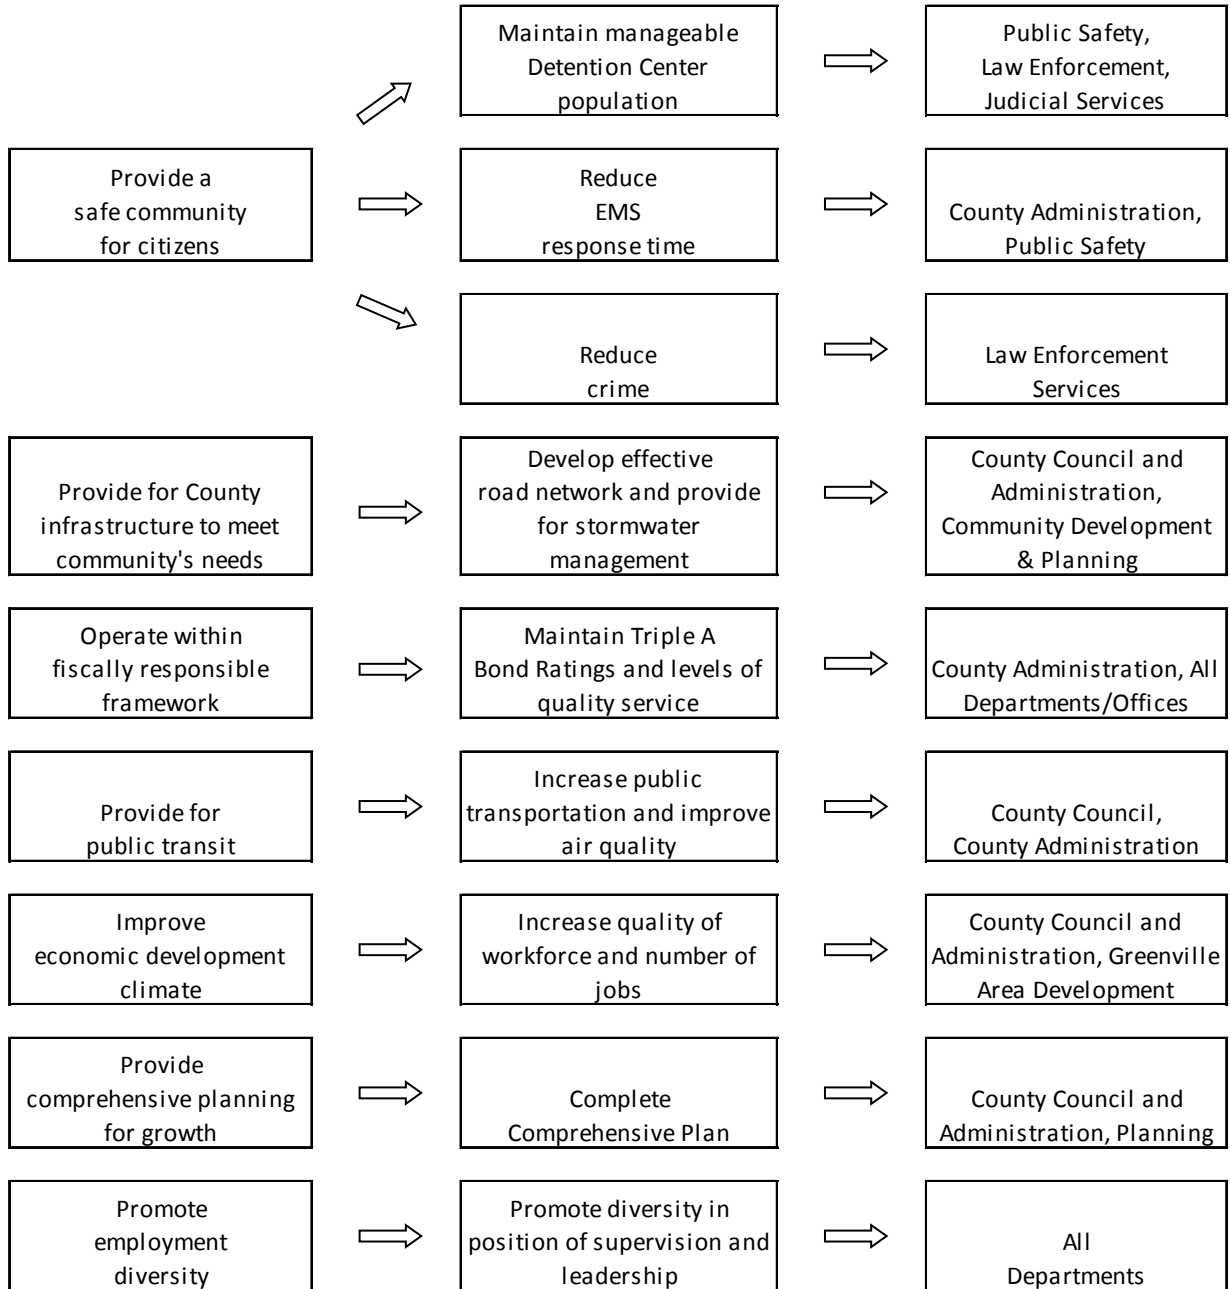 Maintain manageable
Detention Center
population
Public Safety,
Law Enforcement,
Judicial Services
Provide a
safe community
for citizens
Reduce
EMS
response time
County Administration,
Public Safety
Reduce
crime
Law Enforcement
Services
Provide for County
infrastructure to meet
community's needs
Develop effective
road network and provide
for stormwater
management
County Council and
Administration,
Community Development
& Planning
Operate within
fiscally responsible
framework
Maintain Triple A
Bond Ratings and levels of
quality service
County Administration, All
Departments/Offices
Provide for
public transit
Increase public
transportation and improve
air quality
County Council,
County Administration
Improve
economic development
climate
Increase quality of
workforce and number of
jobs
County Council and
Administration, Greenville
Area Development
Provide
comprehensive planning
for growth
Complete
Comprehensive Plan
County Council and
Administration, Planning
Promote
employment
diversity
Promote diversity in
position of supervision and
leadership
All
Departments